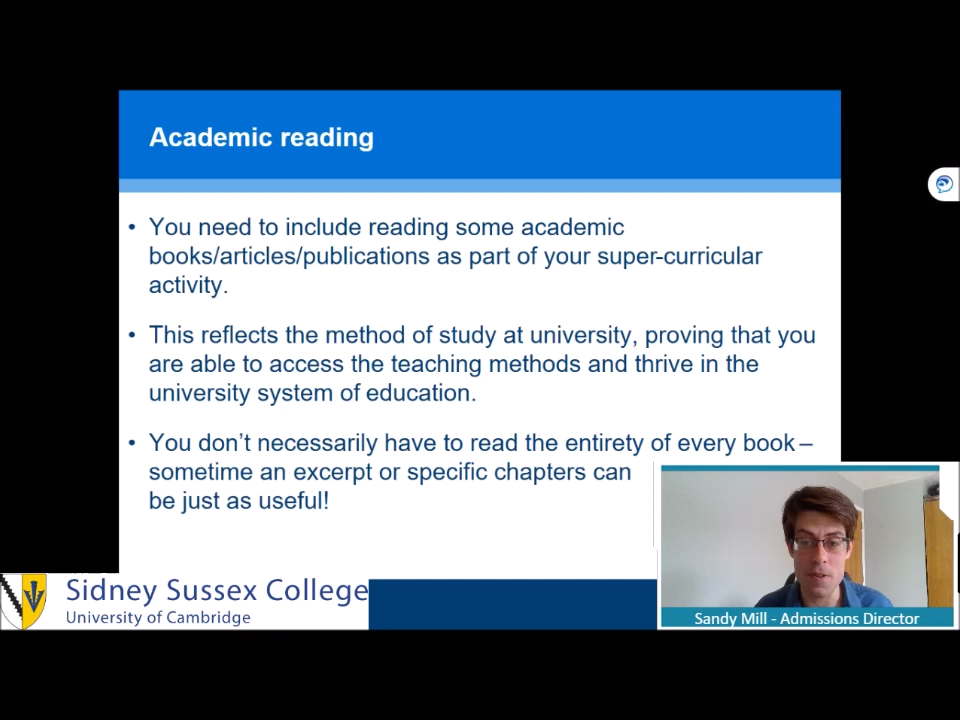 Academic reading
• You need to include reading some academic
books/articles/publications as part of your super-curricular
activity.
• This reflects the method of study at university, proving that you
are able to access the teaching methods and thrive in the
university system of education.
• You don’t necessarily have to read the entirety of every book –
sometime an excerpt or specific chapters can
be just as useful!
Sidney Sussex College
University of Cambridge
Sandy Mill - Admissions Director